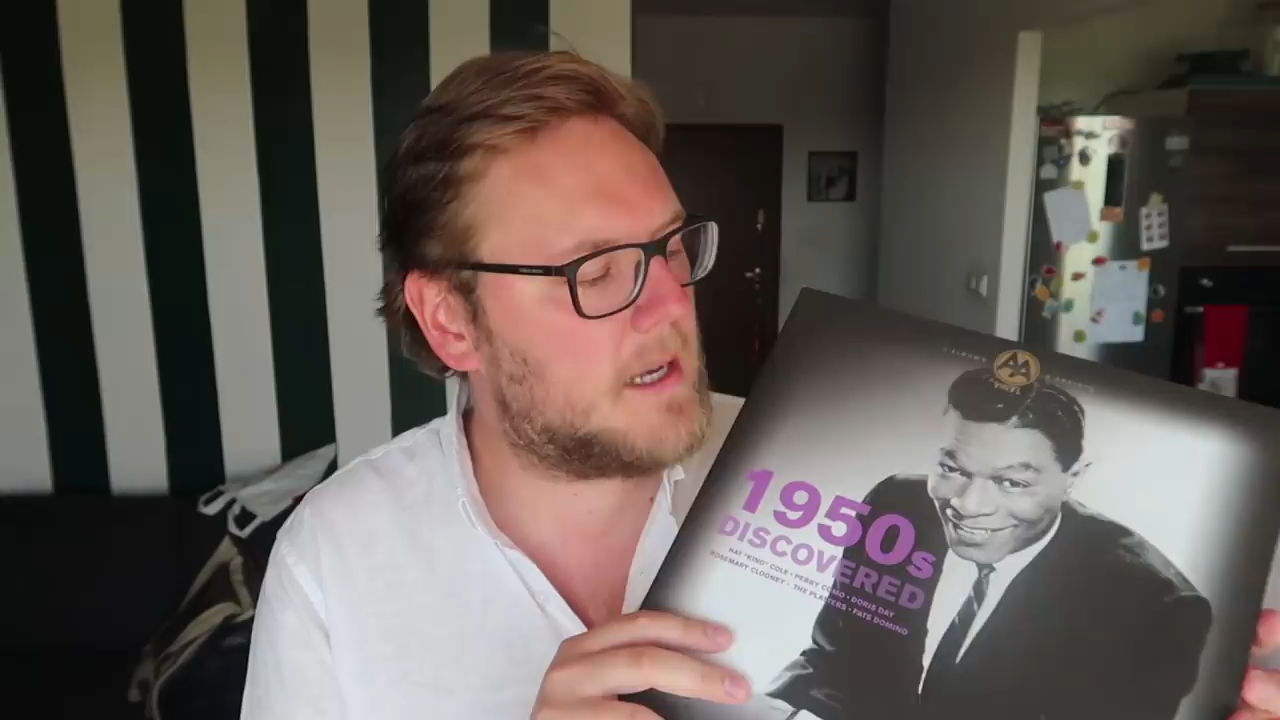 1950s
DISCOVERED
NAT "KING" COLE • PERRY COMO • DORIS DAY
ROSEMARY CLOONEY • THE PLATTERS • FATS DOMINO